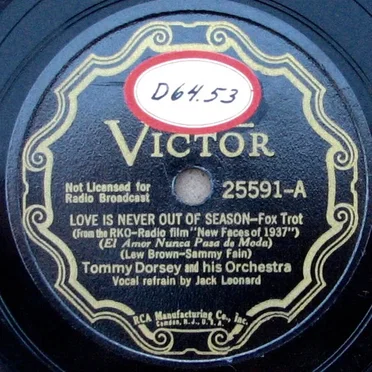 D64.53
VICTOR
Not Licensed for
Radio Broadcast
25591-A
LOVE IS NEVER OUT OF SEASON—Fox Trot
(From the RKO-Radio film "New Faces of 1937")
(El Amor Nunca Pasa de Moda)
(Lew Brown-Sammy Fain)
Tommy Dorsey and his Orchestra
Vocal refrain by Jack Leonard
RCA Manufacturing Co., Inc.
Camden, N.J., U.S.A.